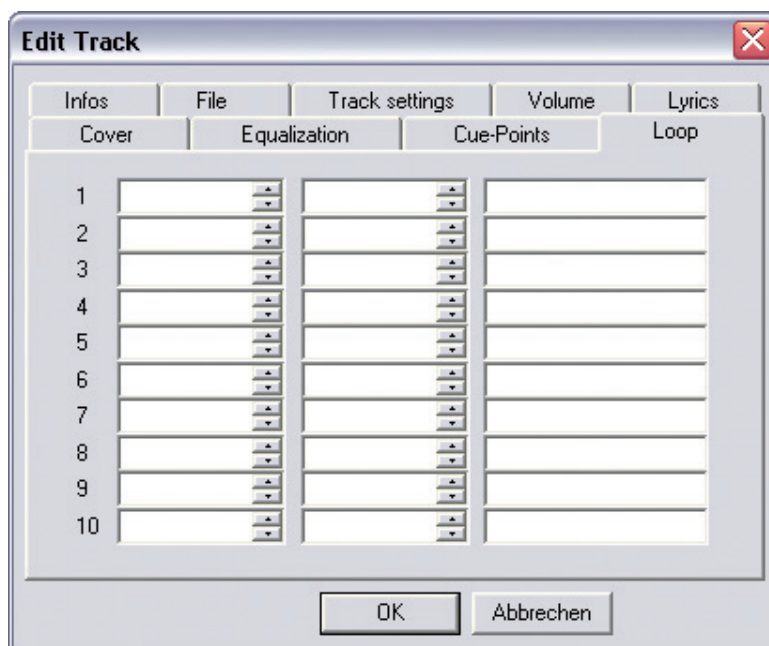 Edit Track
Infos File Track settings Volume Lyrics
Cover Equalization Cue-Points Loop
1
2
3
4
5
6
7
8
9
10
OK Abbrechen